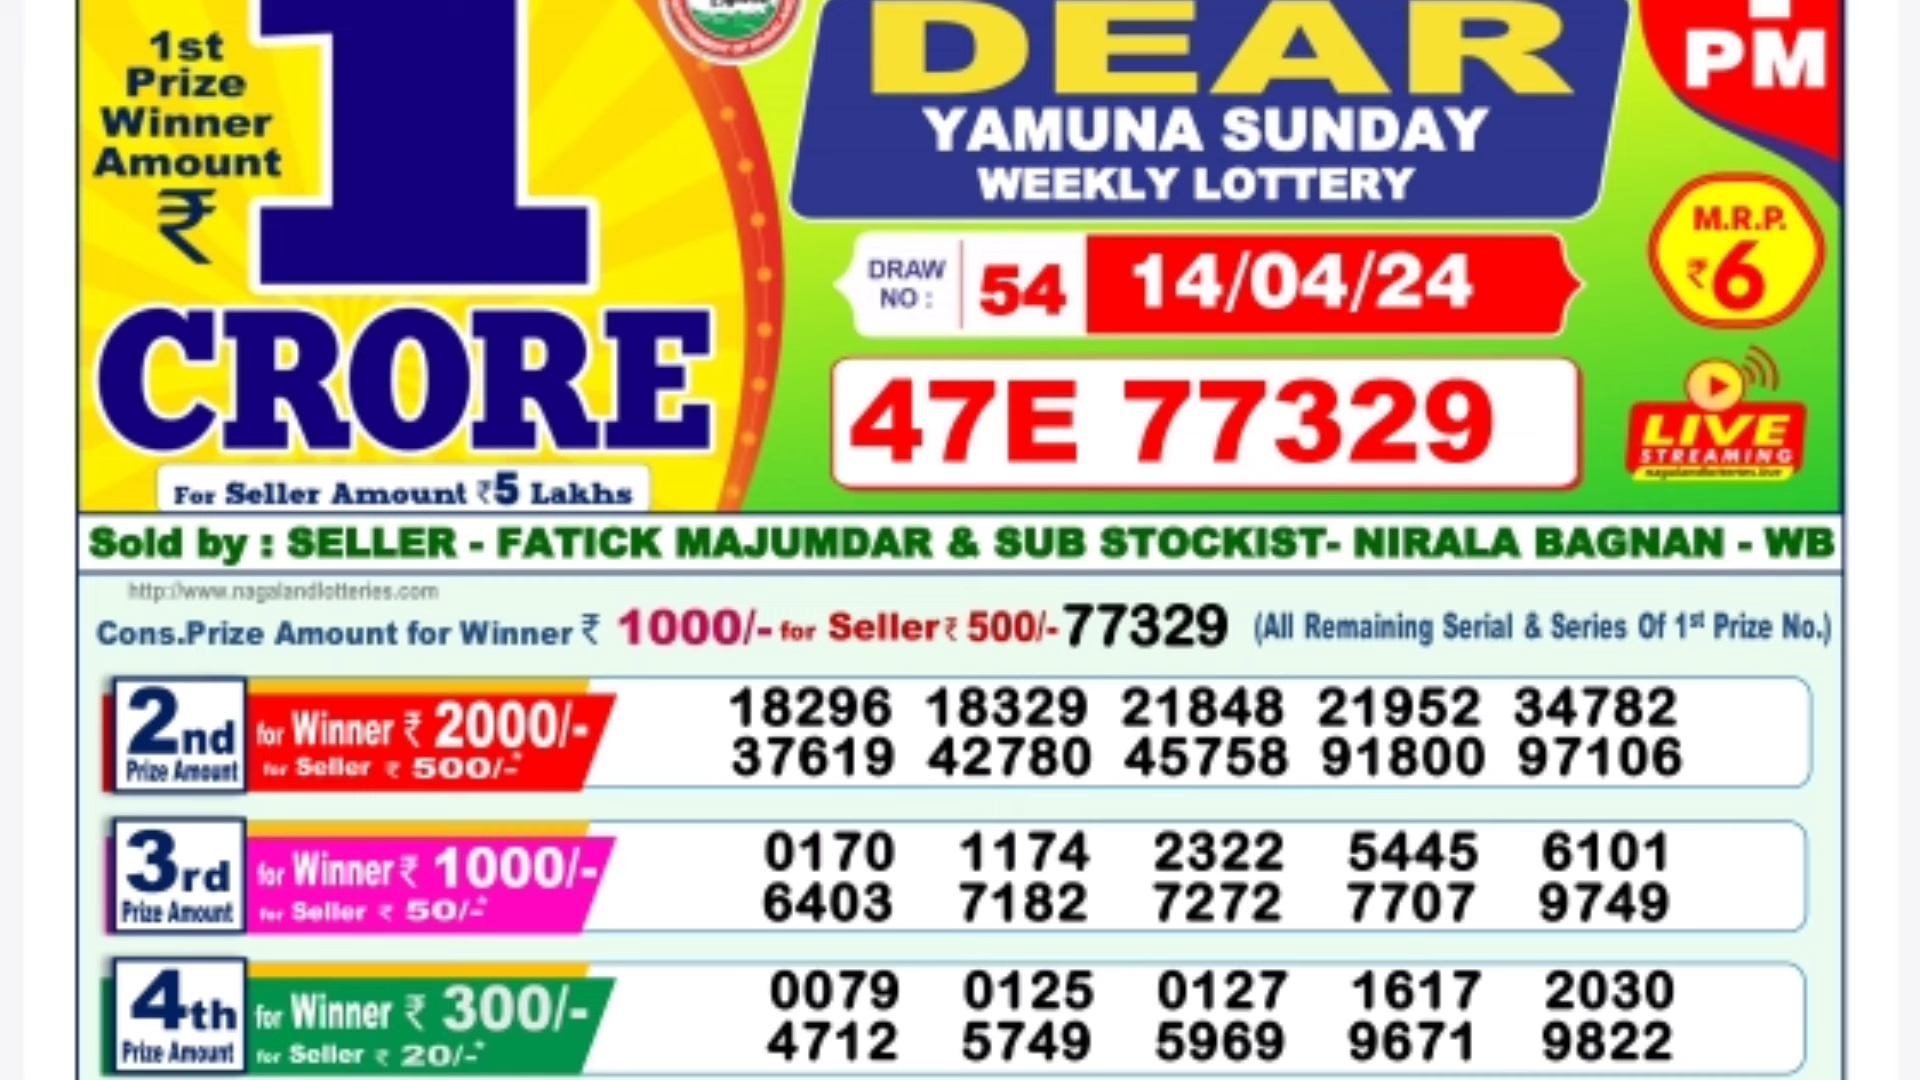 1st
Prize
Winner
Amount
₹
1
CRORE
For Seller Amount ₹5 Lakhs
DEAR
YAMUNA SUNDAY
WEEKLY LOTTERY
PM
M.R.P.
₹6
DRAW NO : 54 14/04/24
47E 77329
LIVE
STREAMING
nagalandlotteries.live
Sold by : SELLER - FATICK MAJUMDAR & SUB STOCKIST- NIRALA BAGNAN - WB
http://www.nagalandlotteries.com
Cons.Prize Amount for Winner ₹ 1000/- for Seller ₹ 500/- 77329 (All Remaining Serial & Series Of 1st Prize No.)
2nd
Prize Amount
for Winner ₹ 2000/-
for Seller ₹ 500/-*
18296 18329 21848 21952 34782
37619 42780 45758 91800 97106
3rd
Prize Amount
for Winner ₹ 1000/-
for Seller ₹ 50/-*
0170 1174 2322 5445 6101
6403 7182 7272 7707 9749
4th
Prize Amount
for Winner ₹ 300/-
for Seller ₹ 20/-*
0079 0125 0127 1617 2030
4712 5749 5969 9671 9822